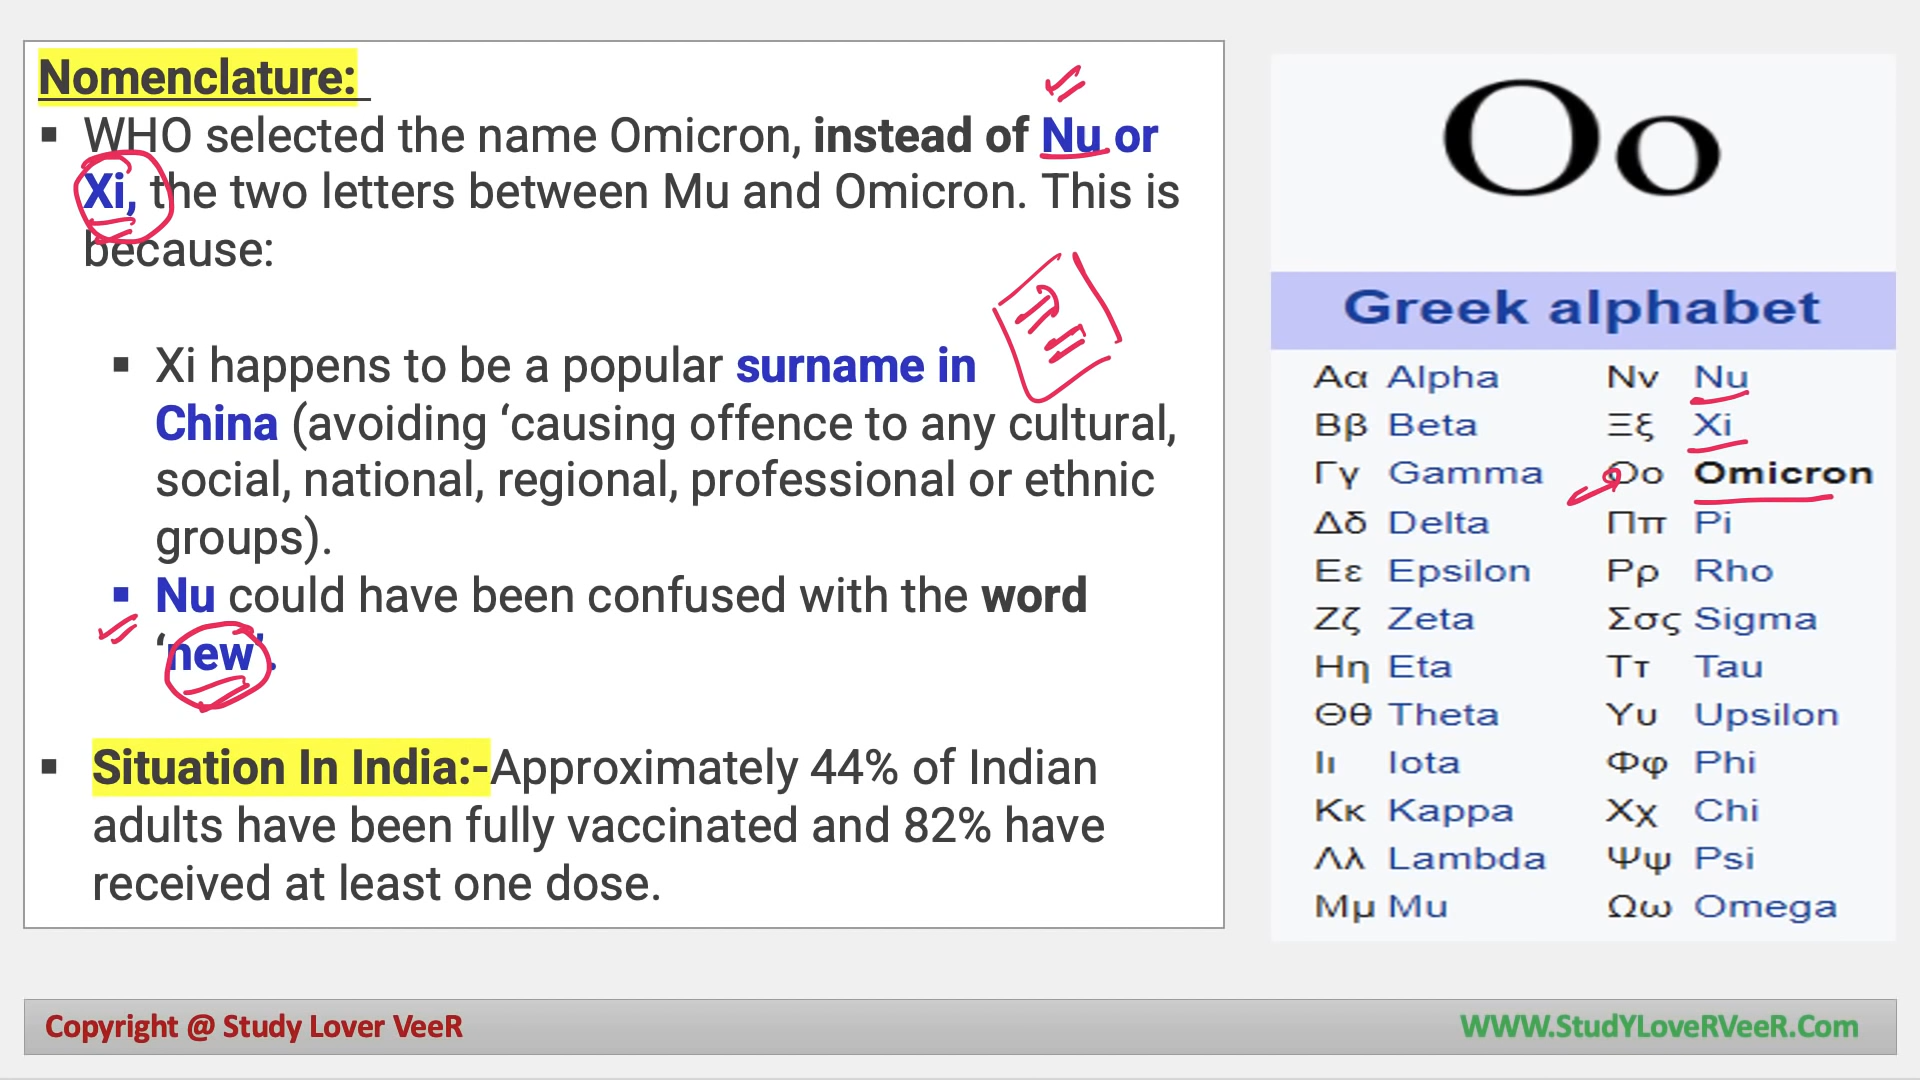 Nomenclature:
▪ WHO selected the name Omicron, instead of Nu or
Xi, the two letters between Mu and Omicron. This is
because:
▪ Xi happens to be a popular surname in
China (avoiding ‘causing offence to any cultural,
social, national, regional, professional or ethnic
groups).
▪ Nu could have been confused with the word
‘new’.
▪ Situation In India:-Approximately 44% of Indian
adults have been fully vaccinated and 82% have
received at least one dose.
Oo
Greek alphabet
Αα Alpha Νν Nu
Ββ Beta Ξξ Xi
Γγ Gamma Οο Omicron
Δδ Delta Ππ Pi
Εε Epsilon Ρρ Rho
Ζζ Zeta Σσς Sigma
Ηη Eta Ττ Tau
Θθ Theta Υυ Upsilon
Ιι Iota Φφ Phi
Κκ Kappa Χχ Chi
Λλ Lambda Ψψ Psi
Μμ Mu Ωω Omega
Copyright @ Study Lover VeeR
WWW.StudYLoveRVeeR.Com